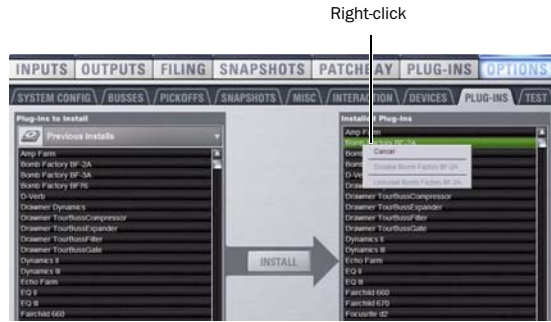 Right-click
INPUTS OUTPUTS FILING SNAPSHOTS PATCHBAY PLUG-INS OPTIONS
SYSTEM CONFIG BUSSES PICKOFFS SNAPSHOTS MISC INTERACTION DEVICES PLUG-INS TEST
Plug-Ins to Install
Previous Installs
Amp Farm
Bomb Factory BF-2A
Bomb Factory BF-3A
Bomb Factory BF76
D-Verb
Drawmer Dynamics
Drawmer TourBussCompressor
Drawmer TourBussExpander
Drawmer TourBussFilter
Drawmer TourBussGate
Dynamics II
Dynamics III
Echo Farm
EQ II
EQ III
Fairchild 660
INSTALL
Installed Plug-Ins
Amp Farm
Bomb Factory BF-2A
Cancel
Disable Bomb Factory BF-2A
Uninstall Bomb Factory BF-2A
Drawmer TourBussCompressor
Drawmer TourBussExpander
Drawmer TourBussFilter
Drawmer TourBussGate
Dynamics II
Dynamics III
Echo Farm
EQ II
EQ III
Fairchild 660
Fairchild 670
Focusrite d2